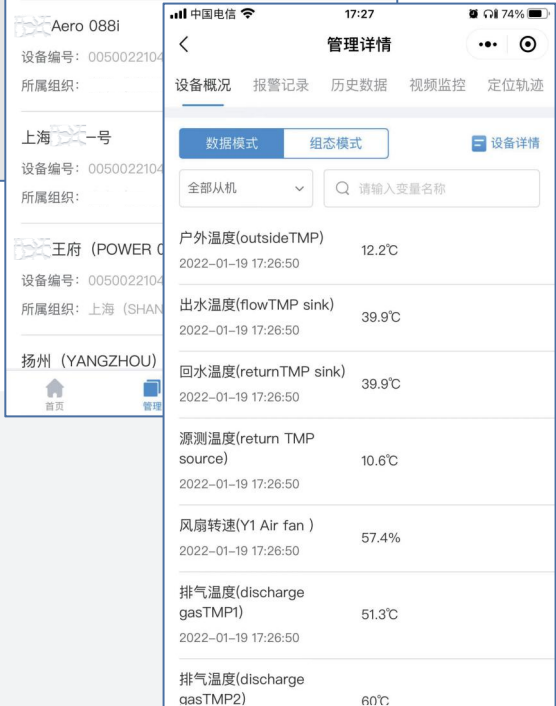 Aero 088i
设备编号：0050022104
所属组织：
上海
一号
设备编号：0050022104
所属组织：
王府（POWER
设备编号：0050022104
所属组织：上海（SHAN
扬州（YANGZHOU）
首页
管理
中国电信
17:27
74%
管理详情
设备概况 报警记录 历史数据 视频监控 定位轨迹
数据模式 组态模式 设备详情
全部从机 请输入变量名称
户外温度(outsideTMP)
12.2℃
2022-01-19 17:26:50
出水温度(flowTMP sink)
39.9℃
2022-01-19 17:26:50
回水温度(returnTMP sink)
39.9℃
2022-01-19 17:26:50
源测温度(return TMP
source)
10.6℃
2022-01-19 17:26:50
风扇转速(Y1 Air fan )
57.4%
2022-01-19 17:26:50
排气温度(discharge
gasTMP1)
51.3℃
2022-01-19 17:26:50
排气温度(discharge
gasTMP2)
60℃